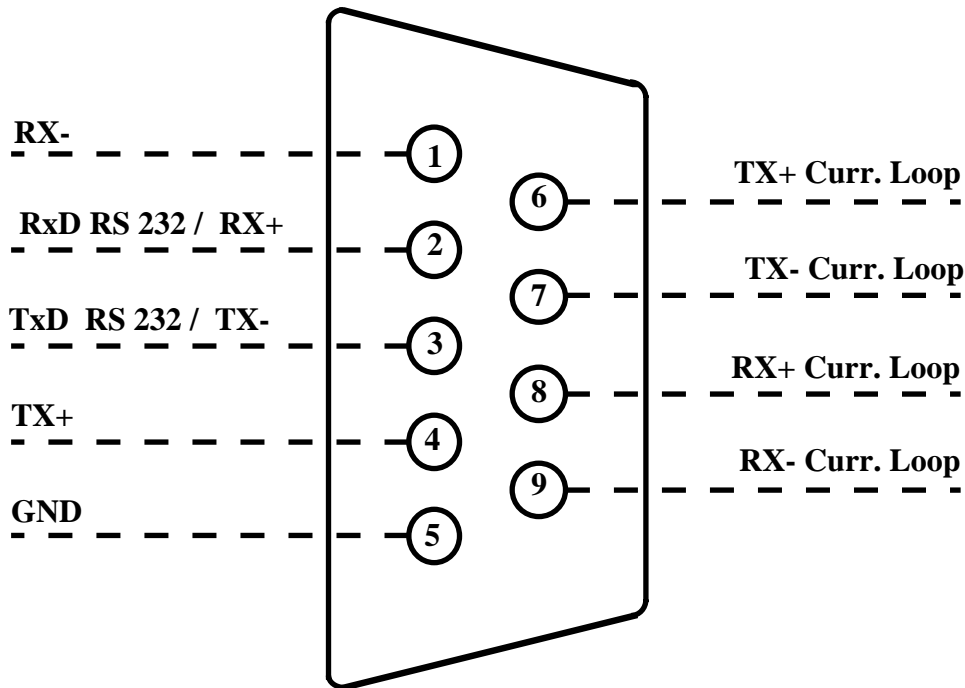 RX-
1
RxD RS 232 / RX+
2
TxD RS 232 / TX-
3
TX+
4
GND
5
TX+ Curr. Loop
6
TX- Curr. Loop
7
RX+ Curr. Loop
8
RX- Curr. Loop
9